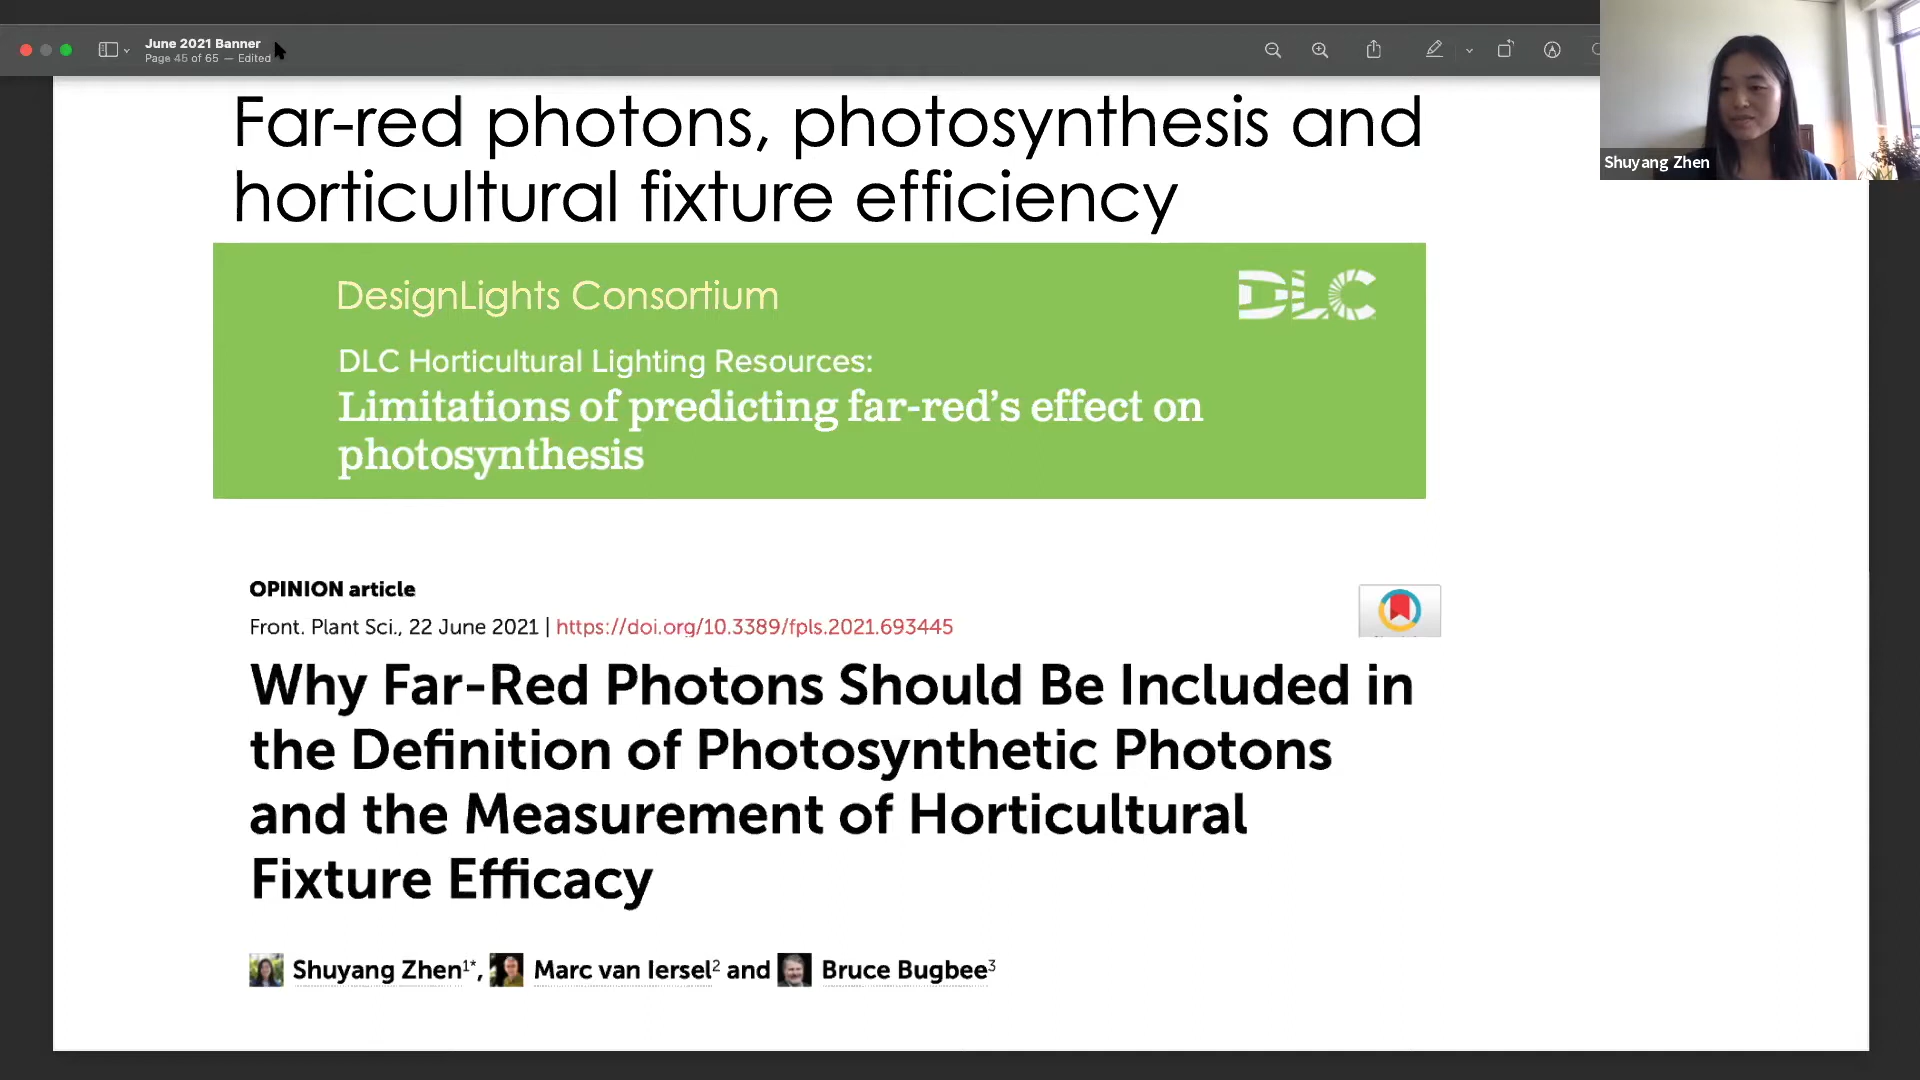 June 2021 Banner
Page 45 of 65 — Edited
Shuyang Zhen
Far-red photons, photosynthesis and
horticultural fixture efficiency
DesignLights Consortium
DLC
DLC Horticultural Lighting Resources:
Limitations of predicting far-red’s effect on
photosynthesis
OPINION article
Front. Plant Sci., 22 June 2021 | https://doi.org/10.3389/fpls.2021.693445
Why Far-Red Photons Should Be Included in
the Definition of Photosynthetic Photons
and the Measurement of Horticultural
Fixture Efficacy
Shuyang Zhen1*, Marc van Iersel2 and Bruce Bugbee3